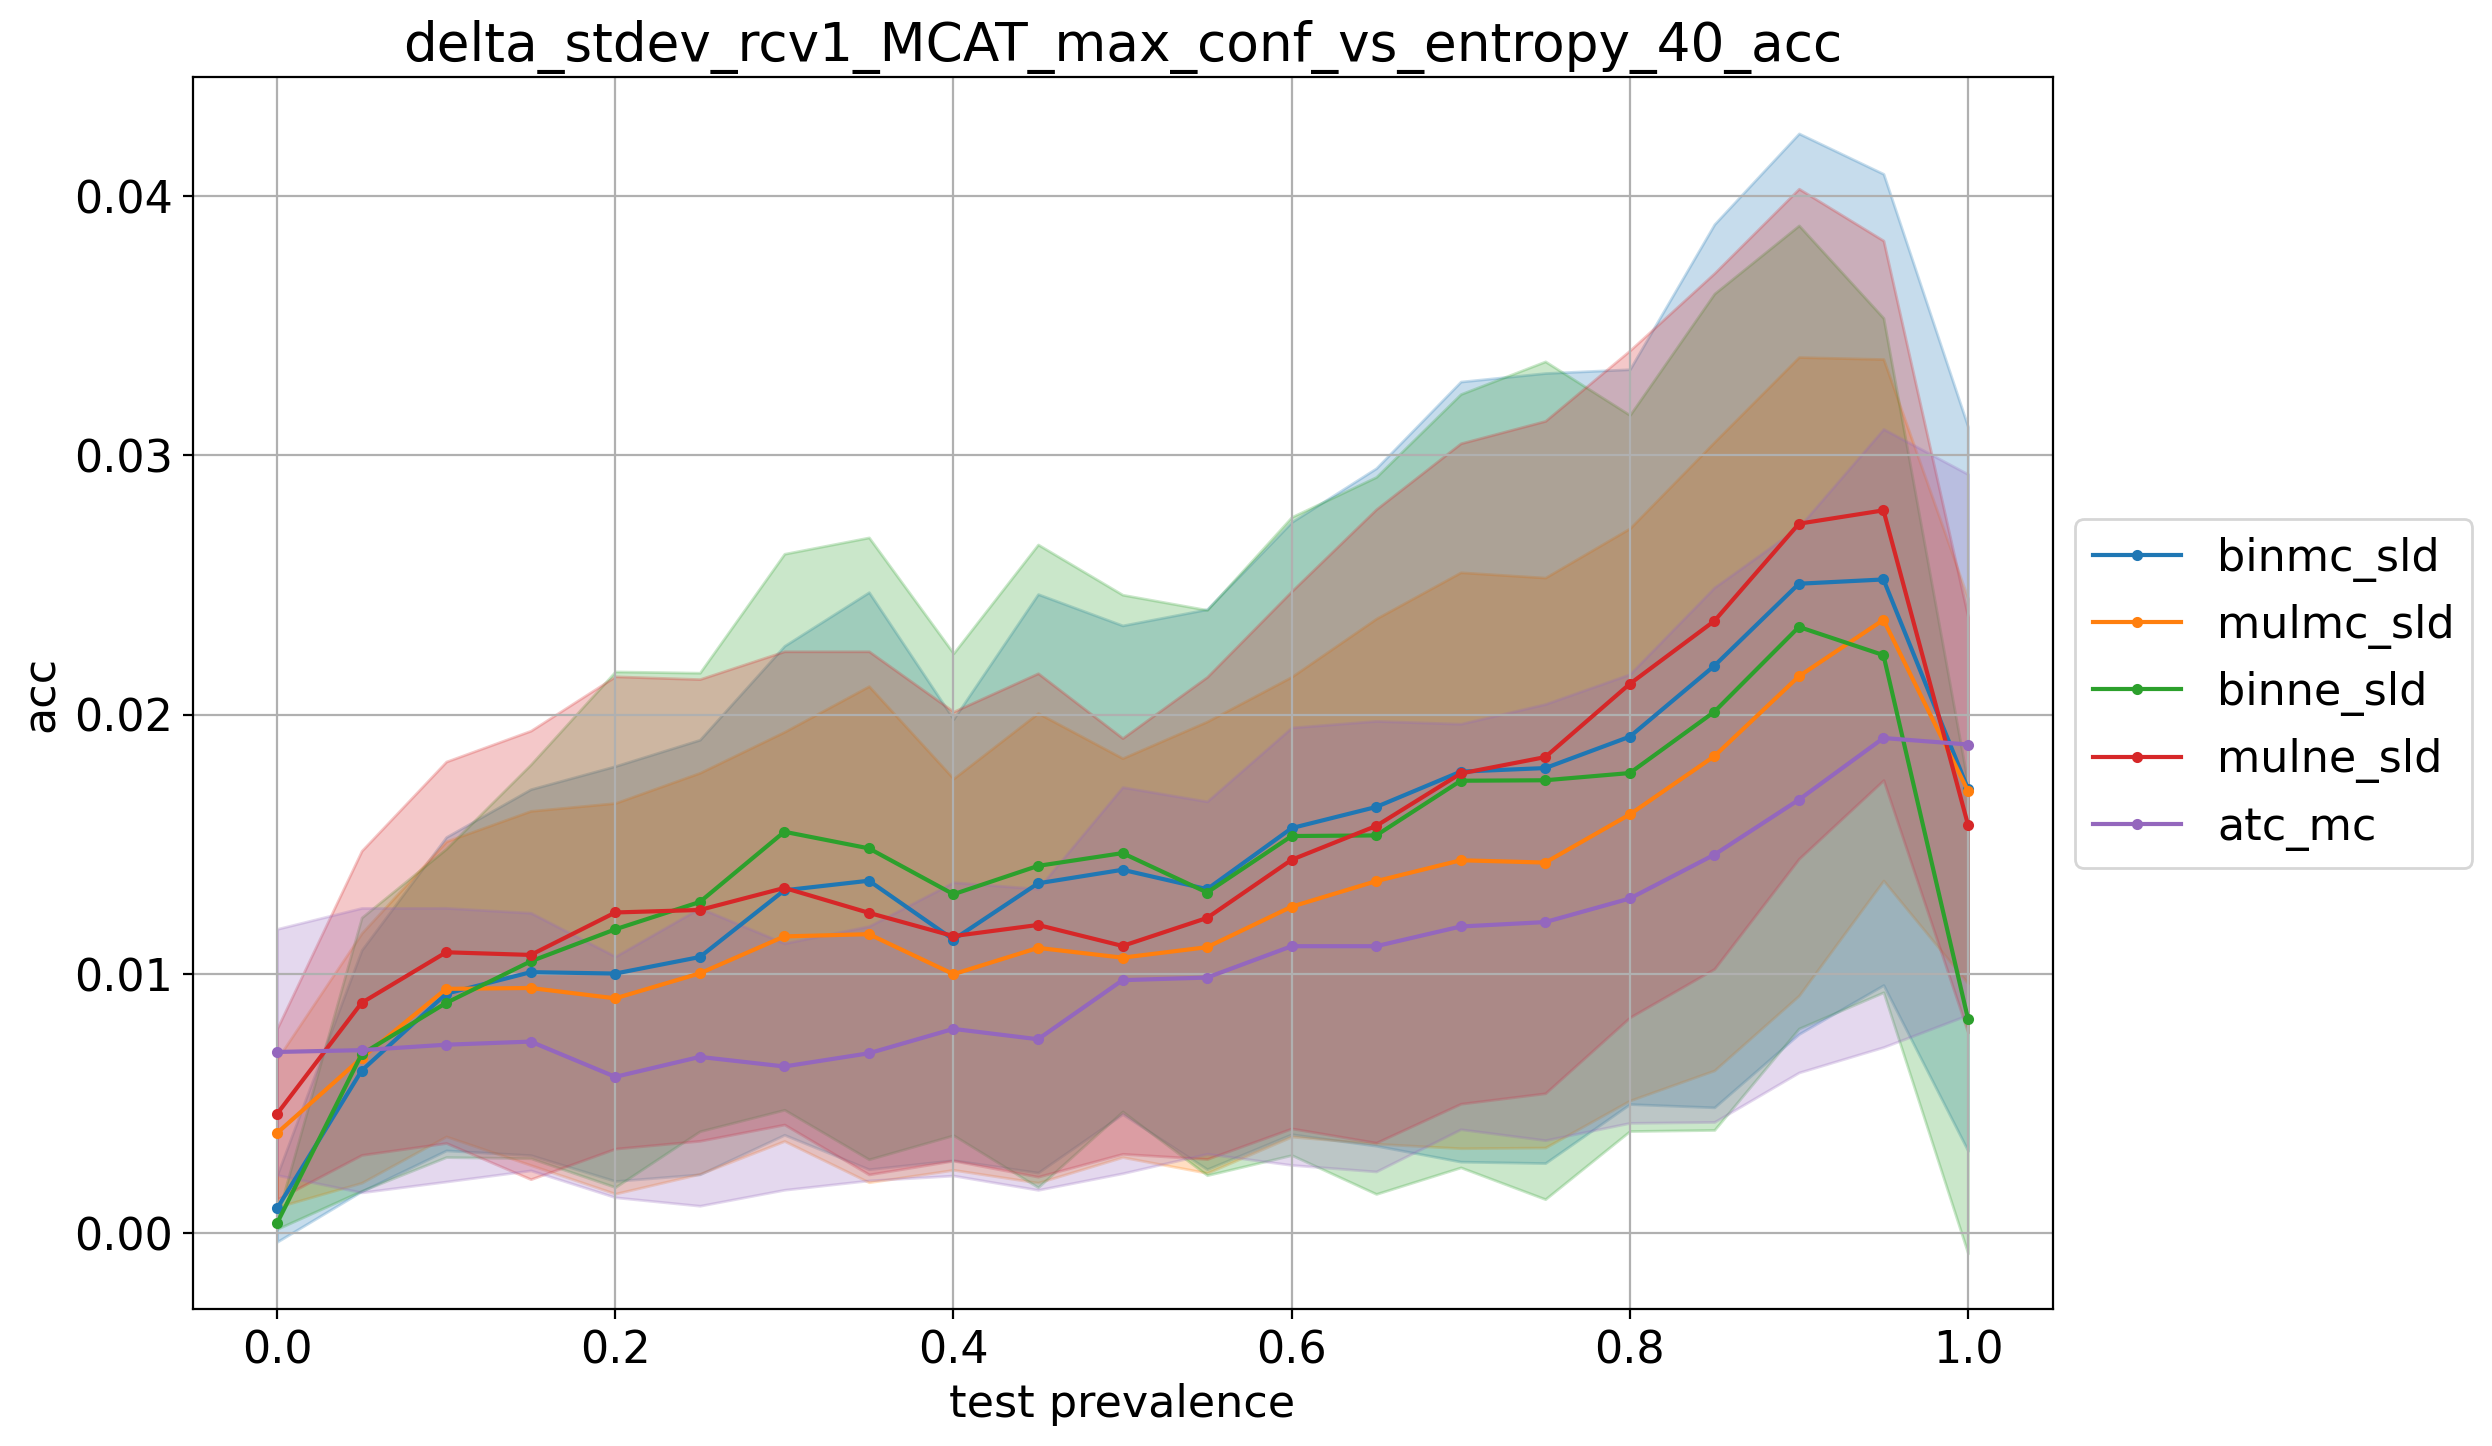 delta_stdev_rcv1_MCAT_max_conf_vs_entropy_40_acc
acc
0.04
0.03
0.02
0.01
0.00
0.0 0.2 0.4 0.6 0.8 1.0
test prevalence
binmc_sld
mulmc_sld
binne_sld
mulne_sld
atc_mc